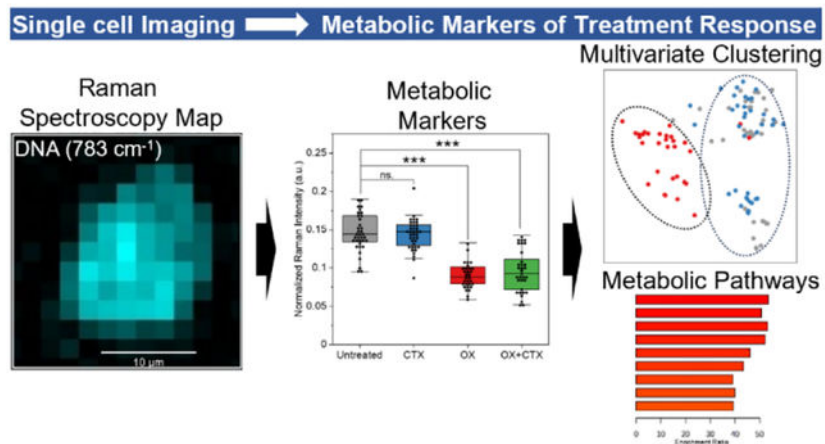 Single cell Imaging
Metabolic Markers of Treatment Response
Raman
Spectroscopy Map
DNA (783 cm⁻¹)
10 µm
Metabolic
Markers
Normalized Raman Intensity (a.u.)
0.25
0.2
0.15
0.1
0.05
0
***
***
ns.
Untreated
CTX
OX
OX+CTX
Multivariate Clustering
Metabolic Pathways
0
10
20
30
40
50
Enrichment Ratio